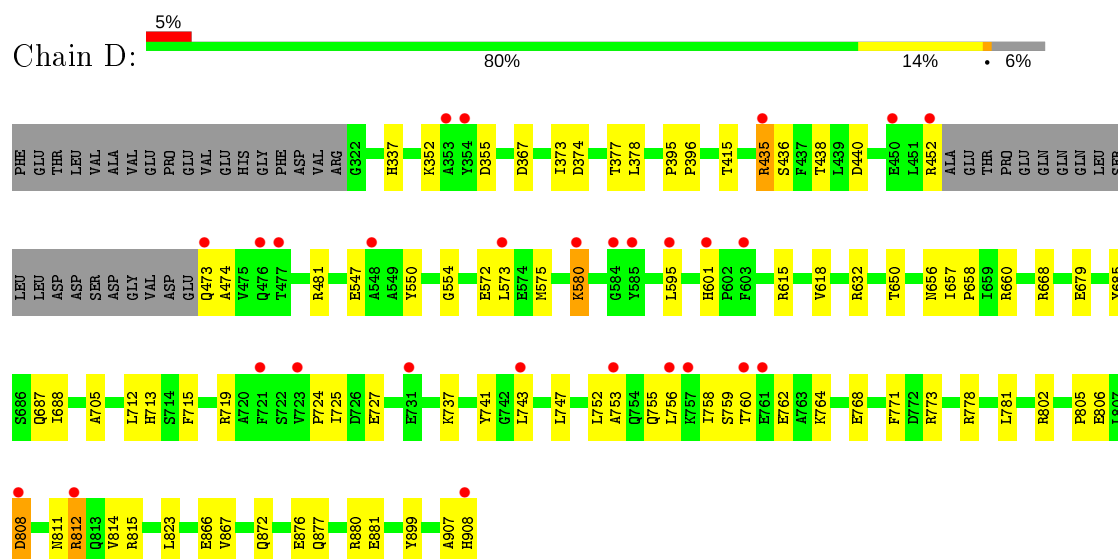 5%
Chain D:
80% 14% • 6%
PHE GLU THR LEU VAL ALA VAL GLU PRO GLU VAL GLU HIS GLY PHE ASP VAL ARG G322 H337 K352 A353 Y354 D355 D367 I373 D374 T377 L378 P395 P396 T415 R435 S436 F437 T438 L439 D440 E450 L451 R452 ALA GLU THR PRO GLU GLN GLN GLN LEU SER
LEU LEU ASP ASP SER ASP GLY VAL ASP GLU Q473 A474 V475 Q476 T477 R481 E547 A548 A549 Y550 G554 E572 L573 E574 M575 K580 G584 Y585 L595 H601 P602 F603 R615 V618 R632 T650 N656 I657 P658 I659 R660 R668 E679 Y685
S686 Q687 I688 A705 L712 H713 S714 F715 R719 A720 F721 S722 V723 P724 I725 D726 E727 E731 K737 Y741 G742 L743 L747 L752 A753 Q754 Q755 L756 K757 I758 S759 T760 E761 E762 A763 K764 E768 F771 D772 R773 R778 L781 R802 P805 E806 L807
D808 N811 R812 Q813 V814 R815 L823 E866 V867 Q872 E876 Q877 R880 E881 Y899 A907 H908